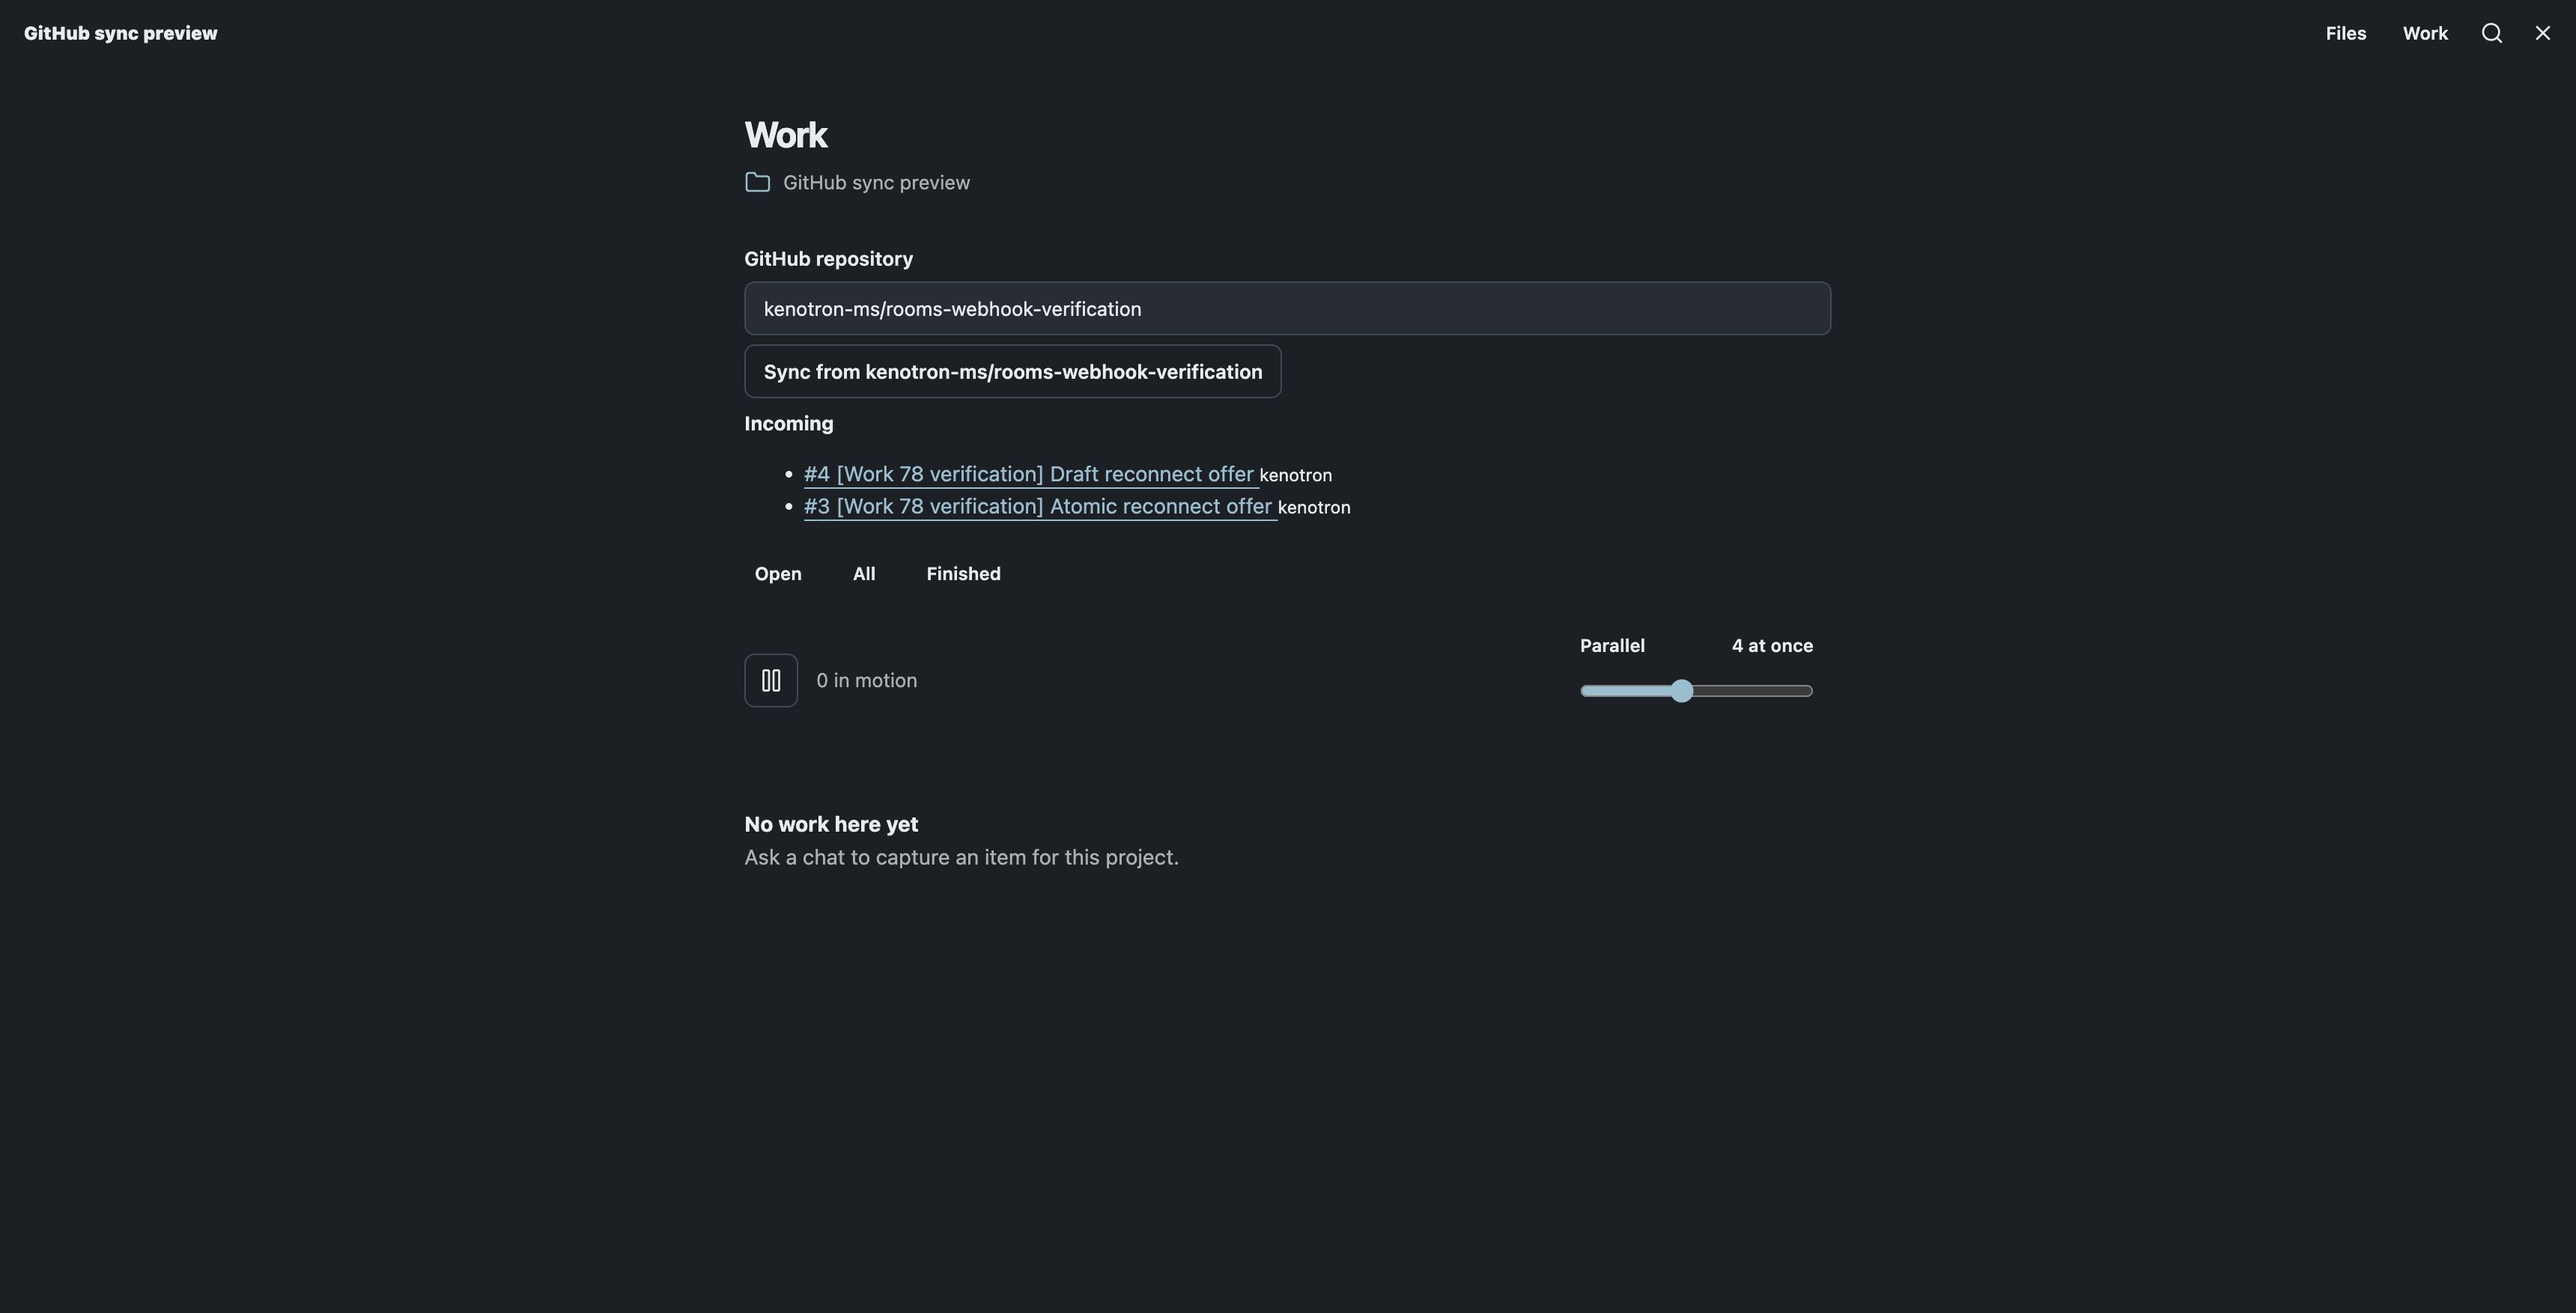 GitHub sync preview
Files Work
Work
GitHub sync preview
GitHub repository
kenotron-ms/rooms-webhook-verification
Sync from kenotron-ms/rooms-webhook-verification
Incoming
#4 [Work 78 verification] Draft reconnect offer kenotron
#3 [Work 78 verification] Atomic reconnect offer kenotron
Open All Finished
Parallel 4 at once
0 in motion
No work here yet
Ask a chat to capture an item for this project.